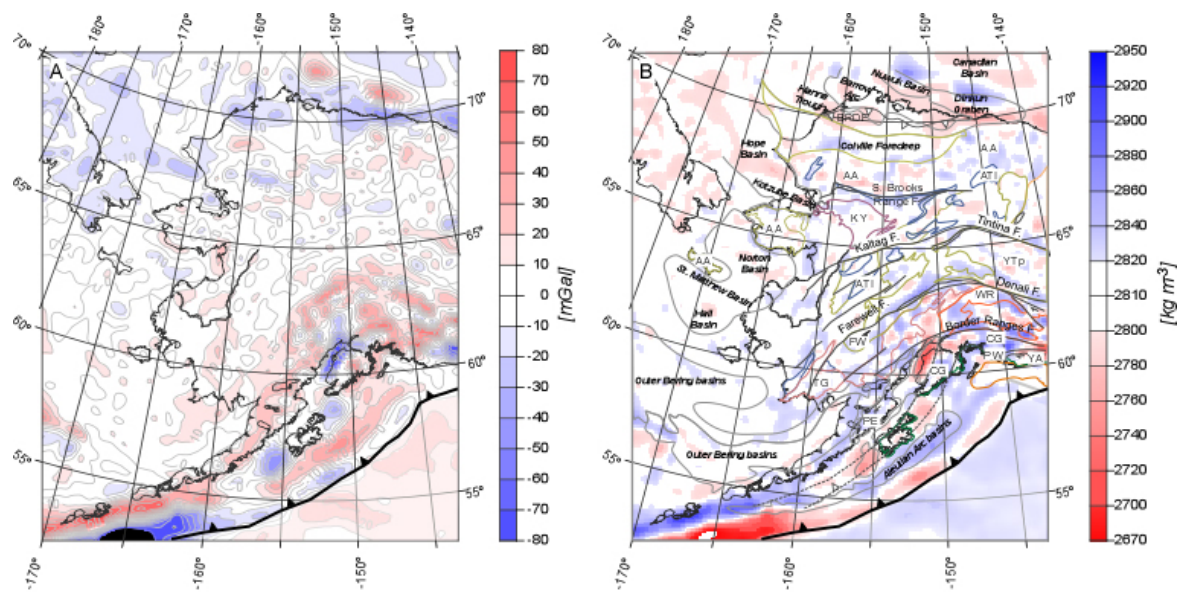 180°
-170°
-160°
-150°
-140°
70°
A
80
70
60
50
40
30
20
10
0
-10
-20
-30
-40
-50
-60
-70
-80
[mGal]
70°
65°
65°
60°
60°
55°
55°
-10
-170°
-160°
-150°
180°
-170°
-160°
-150°
-140°
70°
B
Canadian
Basin
Nuwuk Basin
Barrow
Arc
Hanna
Trough
Dinkun
Graben
Colville Foredeep
Hope
Basin
AA
AA
ATI
S. Brooks
Range F.
Kotzebue Basin
KY
AA
Kaltag F.
Tintina F.
AA
Norton
Basin
YTp
St. Matthew Basin
ATI
Denali F.
WR
Hall
Basin
Farewell F.
Border Ranges F.
FW
CG
PW
YA
CG
Outer Bering basins
TG
PE
Aleutian Arc basins
Outer Bering basins
70°
65°
65°
60°
60°
55°
55°
-170°
-160°
-150°
2950
2900
2880
2860
2840
2820
2810
2800
2780
2760
2740
2720
2700
2670
[kg m³]